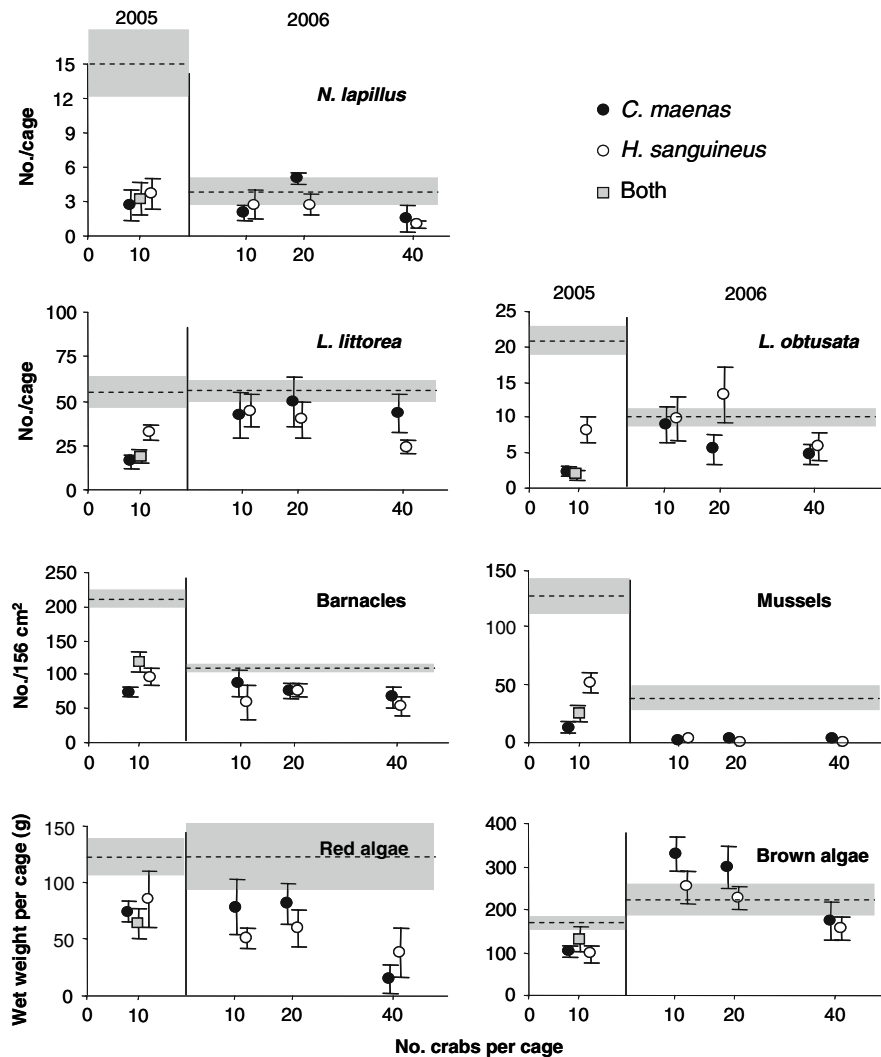 2005 2006
N. lapillus
No./cage
15
12
9
6
3
0
0 10 10 20 40
C. maenas
H. sanguineus
Both
L. littorea
No./cage
100
75
50
25
0
0 10 10 20 40
2005 2006
L. obtusata
25
20
15
10
5
0
0 10 10 20 40
Barnacles
No./156 cm²
250
200
150
100
50
0
0 10 10 20 40
Mussels
150
100
50
0
0 10 10 20 40
Red algae
Wet weight per cage (g)
150
100
50
0
0 10 10 20 40
Brown algae
400
300
200
100
0
0 10 10 20 40
No. crabs per cage